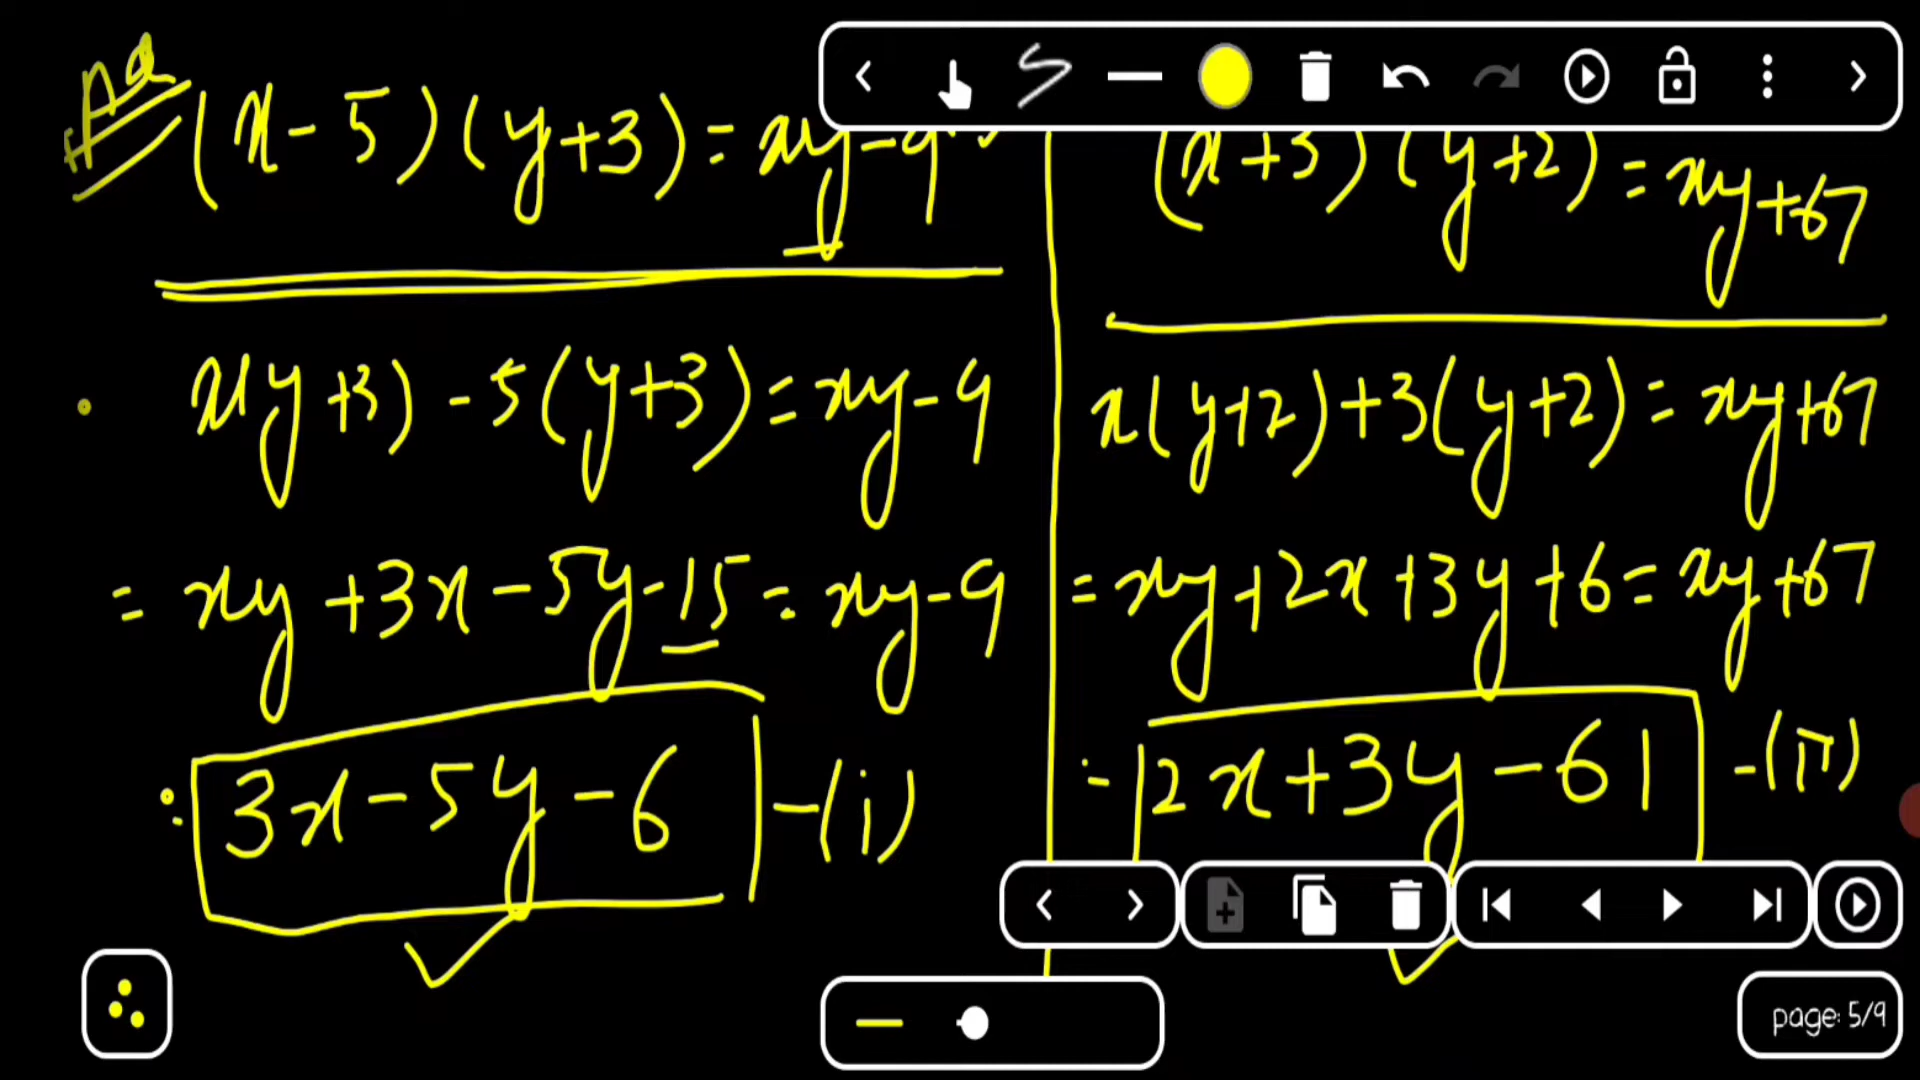 (x-5)(y+3)=xy-9
x(y+3)-5(y+3)=xy-9
=xy+3x-5y-15=xy-9
3x-5y-6 -(i)
(x+3)(y+2)=xy+67
x(y+2)+3(y+2)=xy+67
=xy+2x+3y+6=xy+67
2x+3y-61 -(ii)
page: 5/9